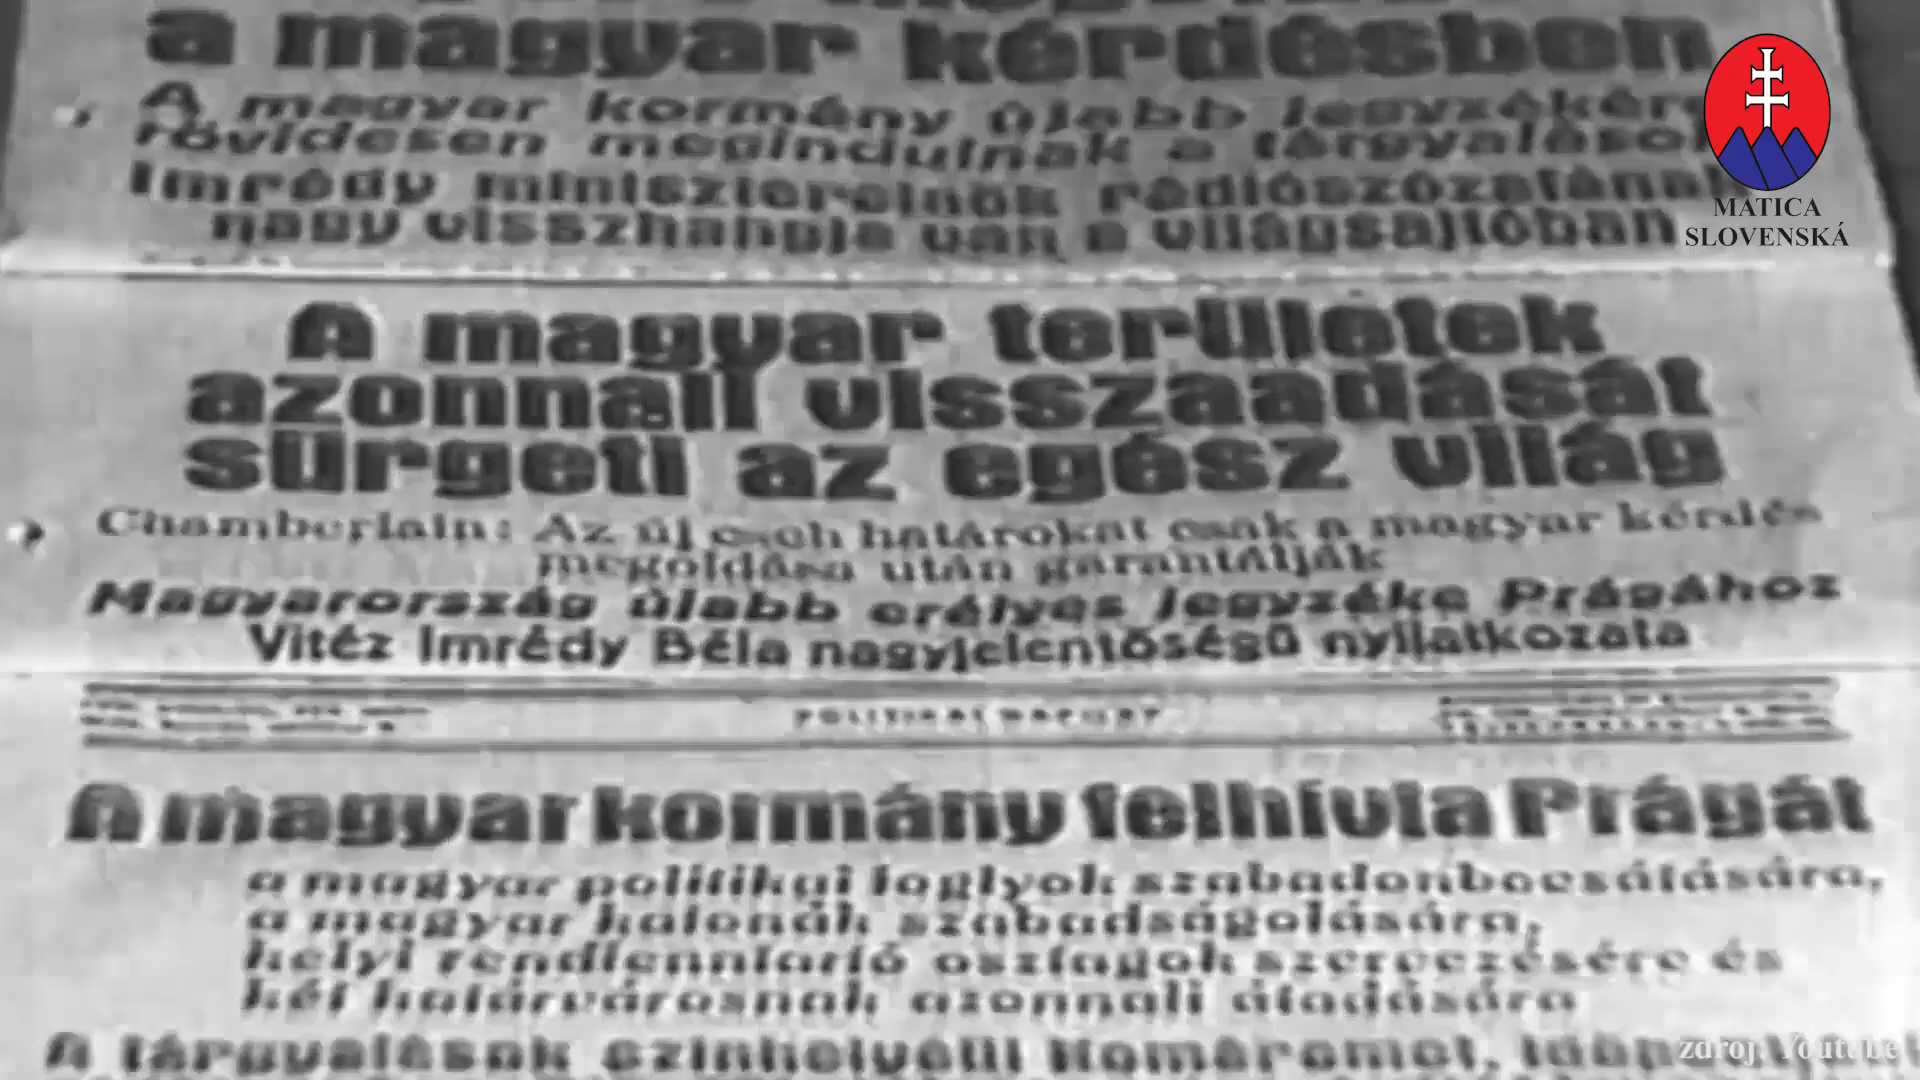 a magyar kérdésben
A magyar kormány újabb jegyzékére
rövidesen megindulnak a tárgyalások
Imrédy miniszterelnök rádiószózatának
nagy visszhangja van a világsajtóban
MATICA
SLOVENSKÁ
A magyar területek
azonnali visszaadását
sürgeti az egész világ
Chamberlain: Az új cseh határokat csak a magyar kérdés
megoldása után garantálják
Magyarország újabb erélyes jegyzéke Prágához
Vitéz Imrédy Béla nagyjelentőségű nyilatkozata
POLITIKAI NAPILAP
A magyar kormány felhívta Prágát
a magyar politikai foglyok szabadonbocsátására,
a magyar katonák szabadságolására,
helyi rendfenntartó osztagok szervezésére és
két határvárosnak azonnali átadására
A tárgyalások színhelyéül Komáromot,
zdroj: Youtube